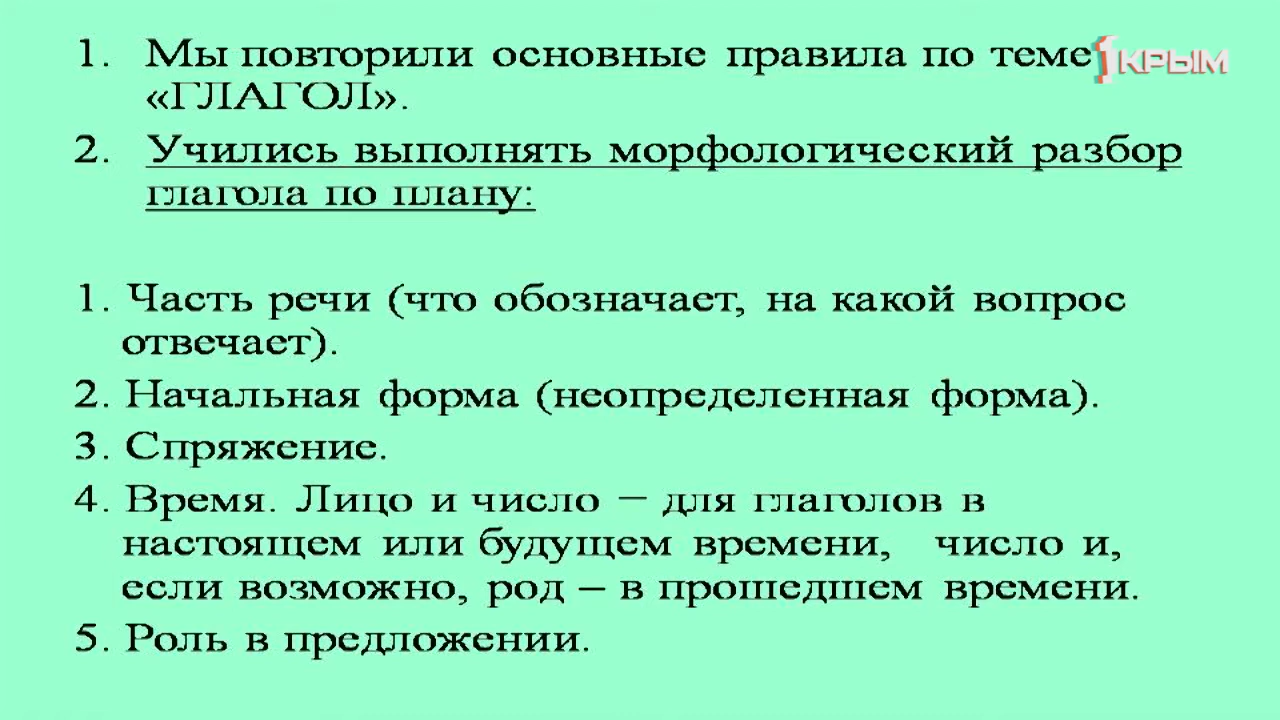 1. Мы повторили основные правила по теме
«ГЛАГОЛ».
2. Учились выполнять морфологический разбор
глагола по плану:
1. Часть речи (что обозначает, на какой вопрос
отвечает).
2. Начальная форма (неопределенная форма).
3. Спряжение.
4. Время. Лицо и число – для глаголов в
настоящем или будущем времени, число и,
если возможно, род – в прошедшем времени.
5. Роль в предложении.
1 КРЫМ